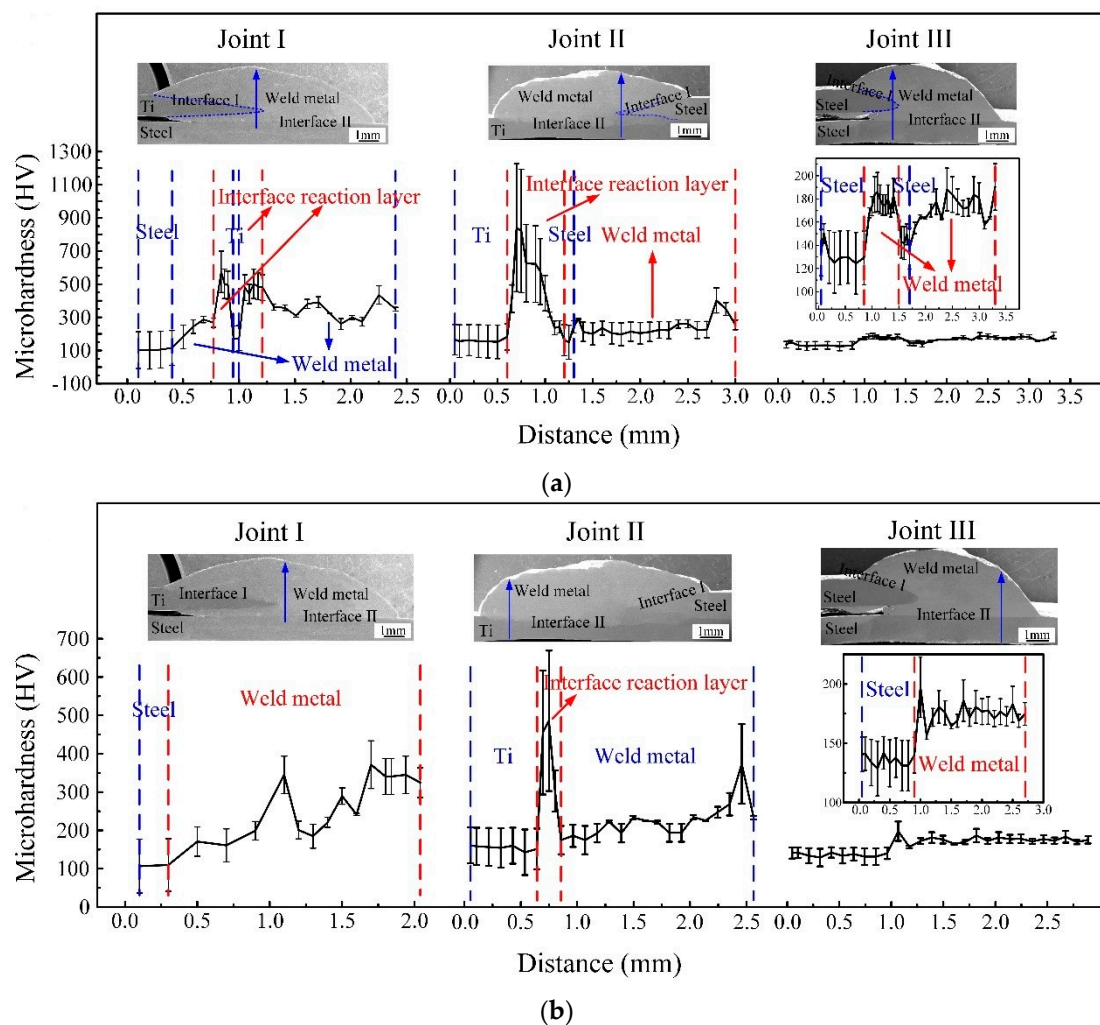 Joint I
Joint II
Joint III
Interface I
Weld metal
Ti
Interface II
Steel
1mm
Weld metal
Interface I
Steel
Interface II
Ti
1mm
Interface I
Weld metal
Steel
Interface II
Steel
1mm
Microhardness (HV)
1300
1100
900
700
500
300
100
-100
Interface reaction layer
Steel
Ti
Weld metal
Interface reaction layer
Ti
Steel
Weld metal
200
180
160
140
120
100
Steel
Steel
Weld metal
0.0 0.5 1.0 1.5 2.0 2.5 3.0 3.5
0.0 0.5 1.0 1.5 2.0 2.5
0.0 0.5 1.0 1.5 2.0 2.5 3.0
0.0 0.5 1.0 1.5 2.0 2.5 3.0 3.5
Distance (mm)
(a)
Joint I
Joint II
Joint III
Interface I
Weld metal
Ti
Interface II
Steel
1mm
Weld metal
Interface I
Steel
Interface II
Ti
1mm
Weld metal
Interface I
Steel
Interface II
Steel
1mm
Microhardness (HV)
700
600
500
400
300
200
100
0
Weld metal
Steel
Interface reaction layer
Ti
Weld metal
200
150
100
Steel
Weld metal
0.0 0.5 1.0 1.5 2.0 2.5 3.0
0.0 0.5 1.0 1.5 2.0
0.0 0.5 1.0 1.5 2.0 2.5
0.0 0.5 1.0 1.5 2.0 2.5
Distance (mm)
(b)